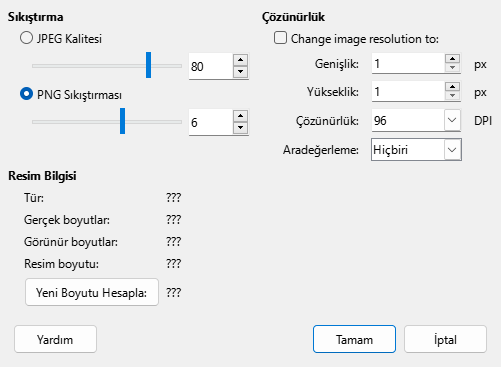 Sıkıştırma
JPEG Kalitesi
80
PNG Sıkıştırması
6
Çözünürlük
Change image resolution to:
Genişlik: 1 px
Yükseklik: 1 px
Çözünürlük: 96 DPI
Aradeğerleme: Hiçbiri
Resim Bilgisi
Tür: ???
Gerçek boyutlar: ???
Görünür boyutlar: ???
Resim boyutu: ???
Yeni Boyutu Hesapla: ???
Yardım
Tamam
İptal